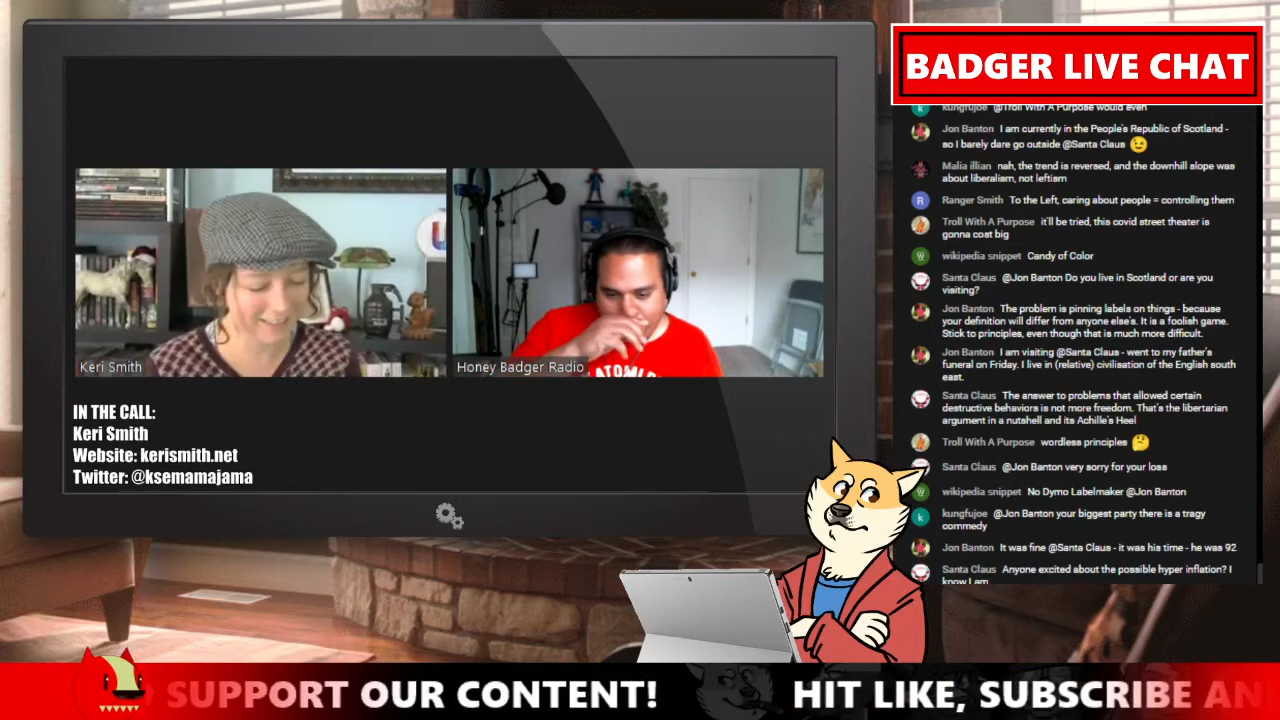 BADGER LIVE CHAT
kungfujoe @Troll With A Purpose would even
Jon Banton I am currently in the People's Republic of Scotland -
so I barely dare go outside @Santa Claus 😉
Malia illian nah, the trend is reversed, and the downhill slope was
about liberalism, not leftism
Ranger Smith To the Left, caring about people = controlling them
Troll With A Purpose it'll be tried, this covid street theater is
gonna cost big
wikipedia snippet Candy of Color
Santa Claus @Jon Banton Do you live in Scotland or are you
visiting?
Jon Banton The problem is pinning labels on things - because
your definition will differ from anyone else's. It is a foolish game.
Stick to principles, even though that is much more difficult.
Jon Banton I am visiting @Santa Claus - went to my father's
funeral on Friday. I live in (relative) civilisation of the English south
east.
Santa Claus The answer to problems that allowed certain
destructive behaviors is not more freedom. That's the libertarian
argument in a nutshell and its Achille's Heel
Troll With A Purpose wordless principles 🤔
Santa Claus @Jon Banton very sorry for your loss
wikipedia snippet No Dymo Labelmaker @Jon Banton
kungfujoe @Jon Banton your biggest party there is a tragy
commedy
Jon Banton It was fine @Santa Claus - it was his time - he was 92
Santa Claus Anyone excited about the possible hyper inflation? I
know I am
Keri Smith
Honey Badger Radio
IN THE CALL:
Keri Smith
Website: kerismith.net
Twitter: @ksemamajama
SUPPORT OUR CONTENT!
HIT LIKE, SUBSCRIBE AN